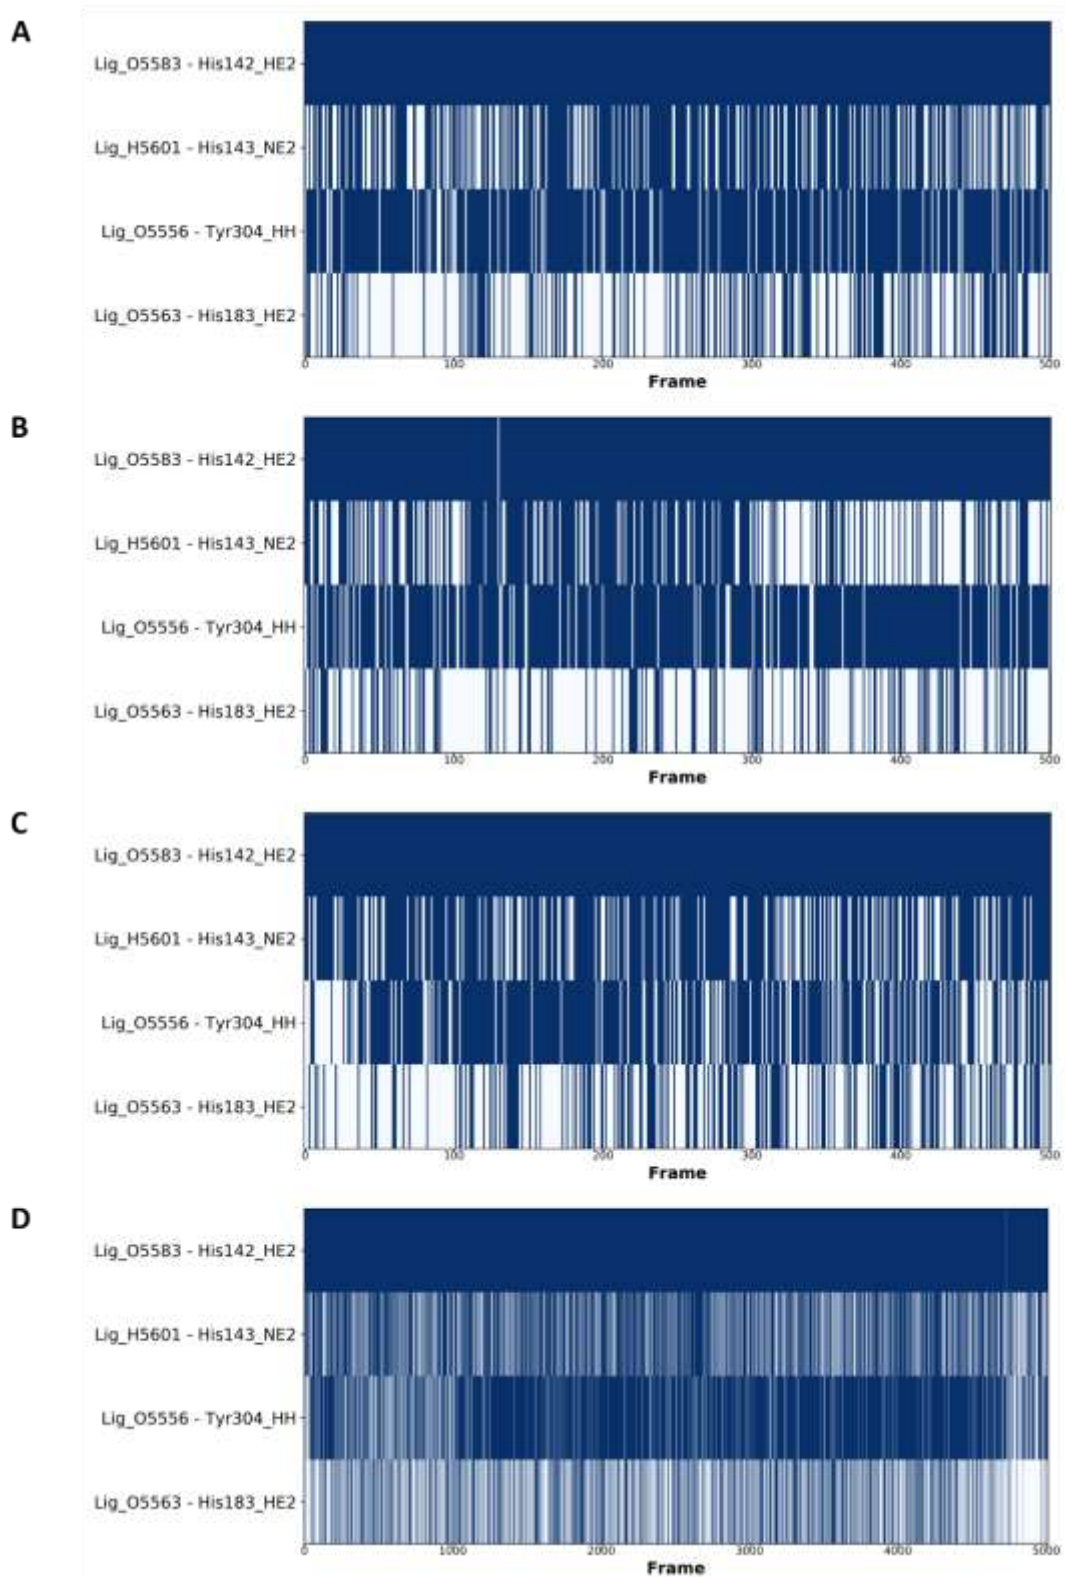 A
Lig_O5583 - His142_HE2
Lig_H5601 - His143_NE2
Lig_O5556 - Tyr304_HH
Lig_O5563 - His183_HE2
0 100 200 300 400 500
Frame
B
Lig_O5583 - His142_HE2
Lig_H5601 - His143_NE2
Lig_O5556 - Tyr304_HH
Lig_O5563 - His183_HE2
0 100 200 300 400 500
Frame
C
Lig_O5583 - His142_HE2
Lig_H5601 - His143_NE2
Lig_O5556 - Tyr304_HH
Lig_O5563 - His183_HE2
0 100 200 300 400 500
Frame
D
Lig_O5583 - His142_HE2
Lig_H5601 - His143_NE2
Lig_O5556 - Tyr304_HH
Lig_O5563 - His183_HE2
0 1000 2000 3000 4000 5000
Frame